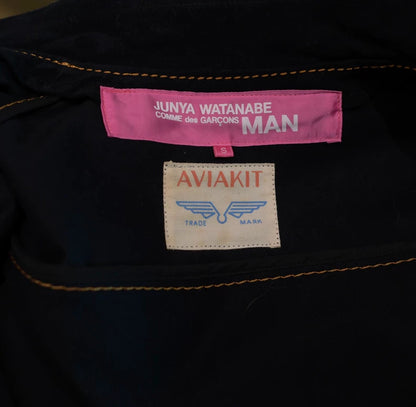 JUNYA WATANABE
COMME des GARÇONS MAN
S
AVIAKIT
TRADE MARK